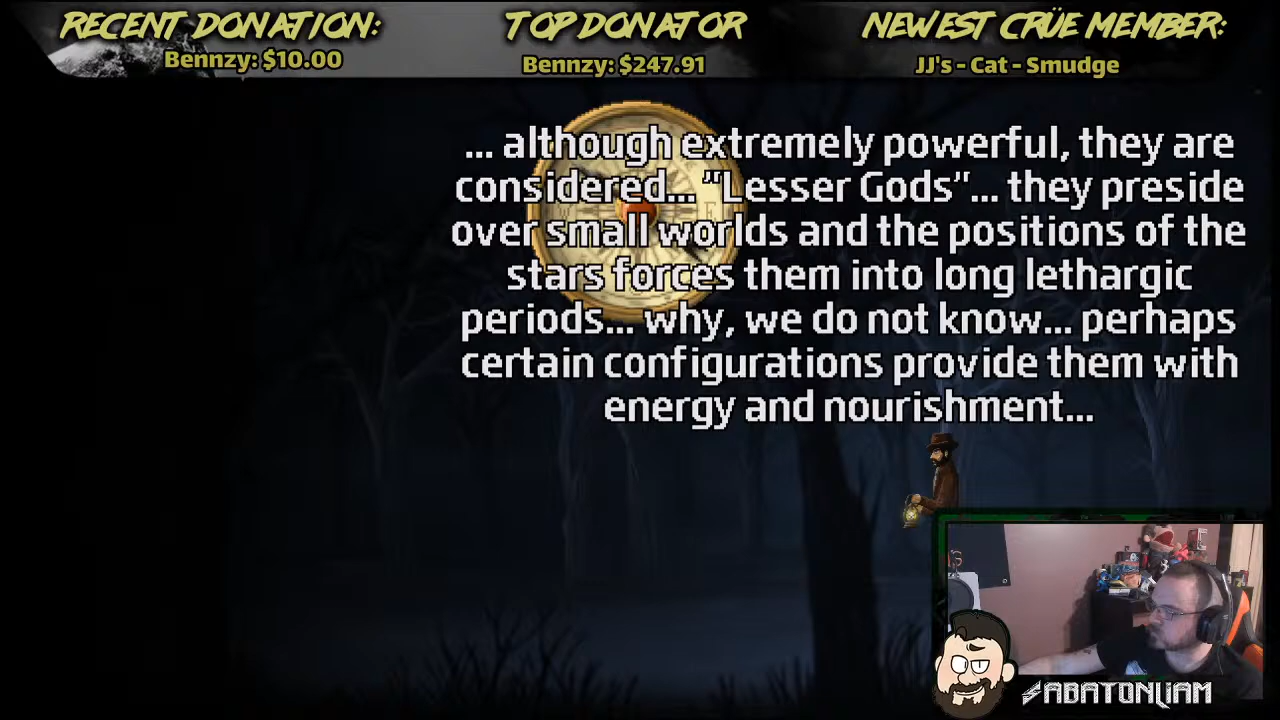 RECENT DONATION:
Bennzy: $10.00
TOP DONATOR
Bennzy: $247.91
NEWEST CRÜE MEMBER:
JJ's - Cat - Smudge
... although extremely powerful, they are
considered... "Lesser Gods"... they preside
over small worlds and the positions of the
stars forces them into long lethargic
periods... why, we do not know... perhaps
certain configurations provide them with
energy and nourishment...
SABATONLIAM